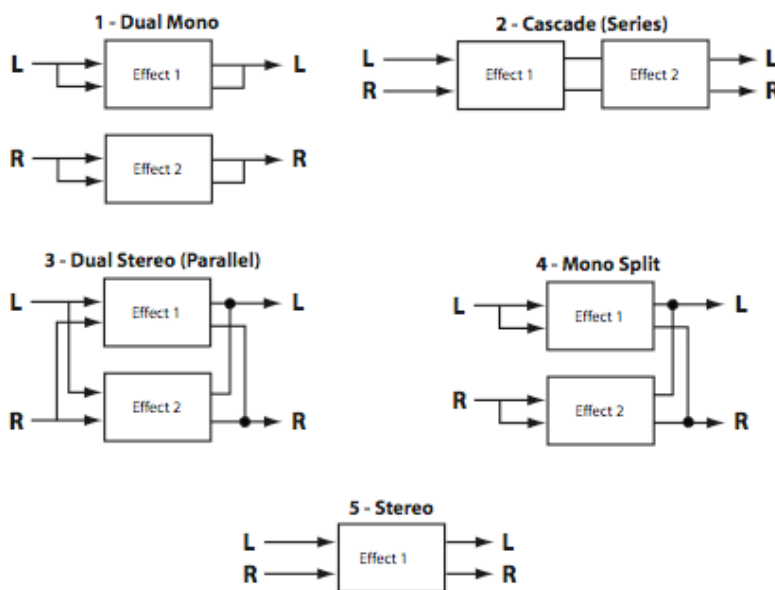 1 - Dual Mono
L
Effect 1
L
R
Effect 2
R
2 - Cascade (Series)
L
R
Effect 1
Effect 2
L
R
3 - Dual Stereo (Parallel)
L
Effect 1
L
Effect 2
R
R
4 - Mono Split
L
Effect 1
L
R
Effect 2
R
5 - Stereo
L
R
Effect 1
L
R